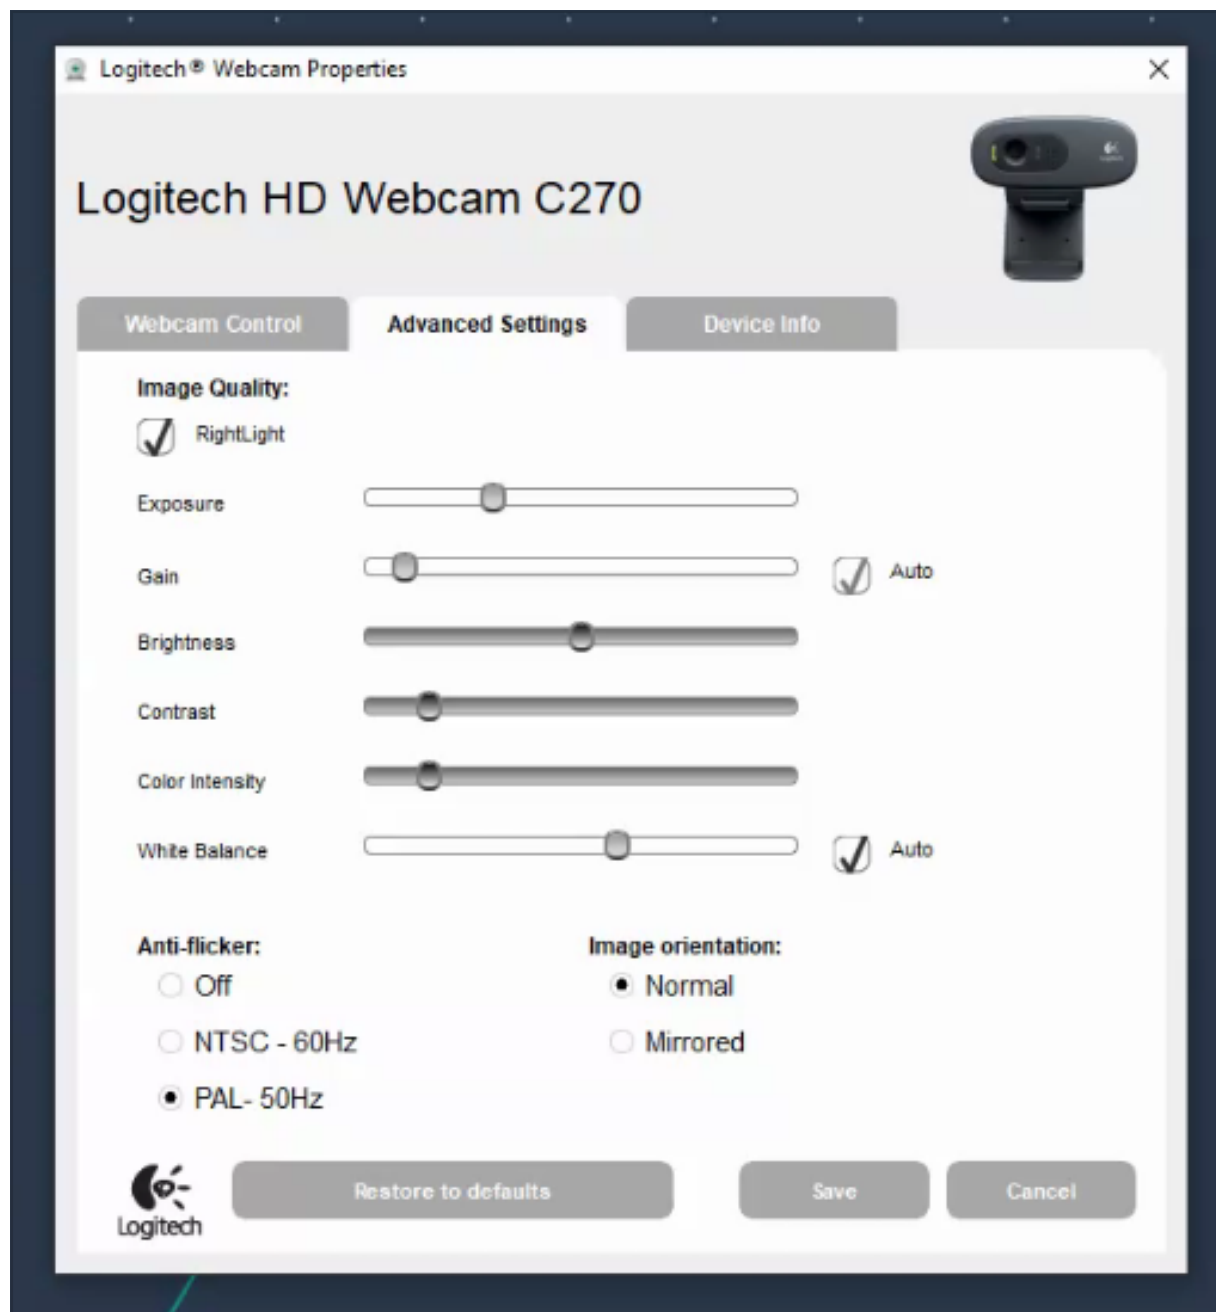 Logitech® Webcam Properties
Logitech HD Webcam C270
Webcam Control Advanced Settings Device Info
Image Quality:
RightLight
Exposure
Gain Auto
Brightness
Contrast
Color Intensity
White Balance Auto
Anti-flicker: Image orientation:
Off Normal
NTSC - 60Hz Mirrored
PAL- 50Hz
Restore to defaults Save Cancel
Logitech